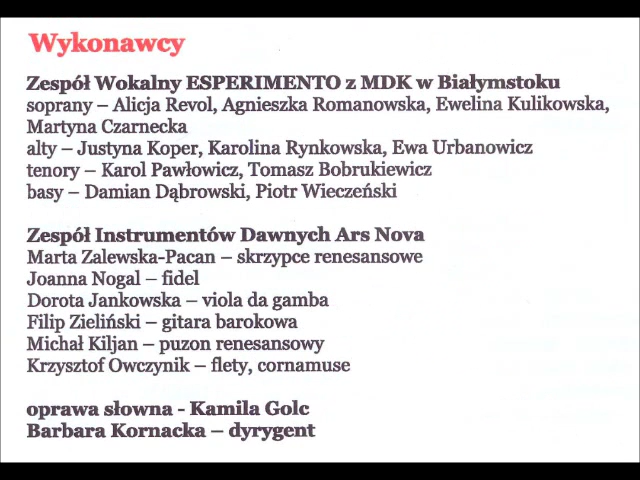 Wykonawcy
Zespół Wokalny ESPERIMENTO z MDK w Białymstoku
soprany – Alicja Revol, Agnieszka Romanowska, Ewelina Kulikowska,
Martyna Czarnecka
alty – Justyna Koper, Karolina Rynkowska, Ewa Urbanowicz
tenory – Karol Pawłowicz, Tomasz Bobrukiewicz
basy – Damian Dąbrowski, Piotr Wieczeński
Zespół Instrumentów Dawnych Ars Nova
Marta Zalewska-Pacan – skrzypce renesansowe
Joanna Nogal – fidel
Dorota Jankowska – viola da gamba
Filip Zieliński – gitara barokowa
Michał Kiljan – puzon renesansowy
Krzysztof Owczynik – flety, cornamuse
oprawa słowna - Kamila Golc
Barbara Kornacka – dyrygent